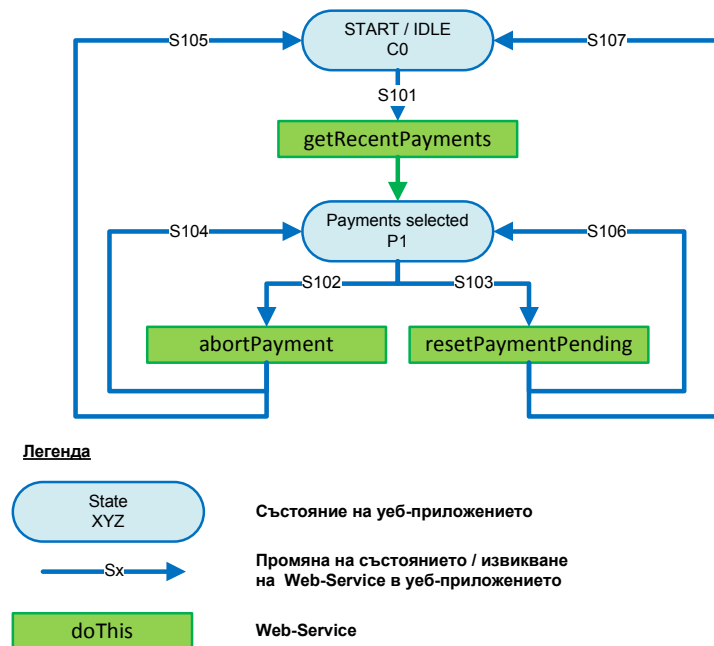 START / IDLE
C0
S105
S107
S101
getRecentPayments
Payments selected
P1
S104
S106
S102
S103
abortPayment
resetPaymentPending
Легенда
State
XYZ
Състояние на уеб-приложението
Sx
Промяна на състоянието / извикване
на Web-Service в уеб-приложението
doThis
Web-Service